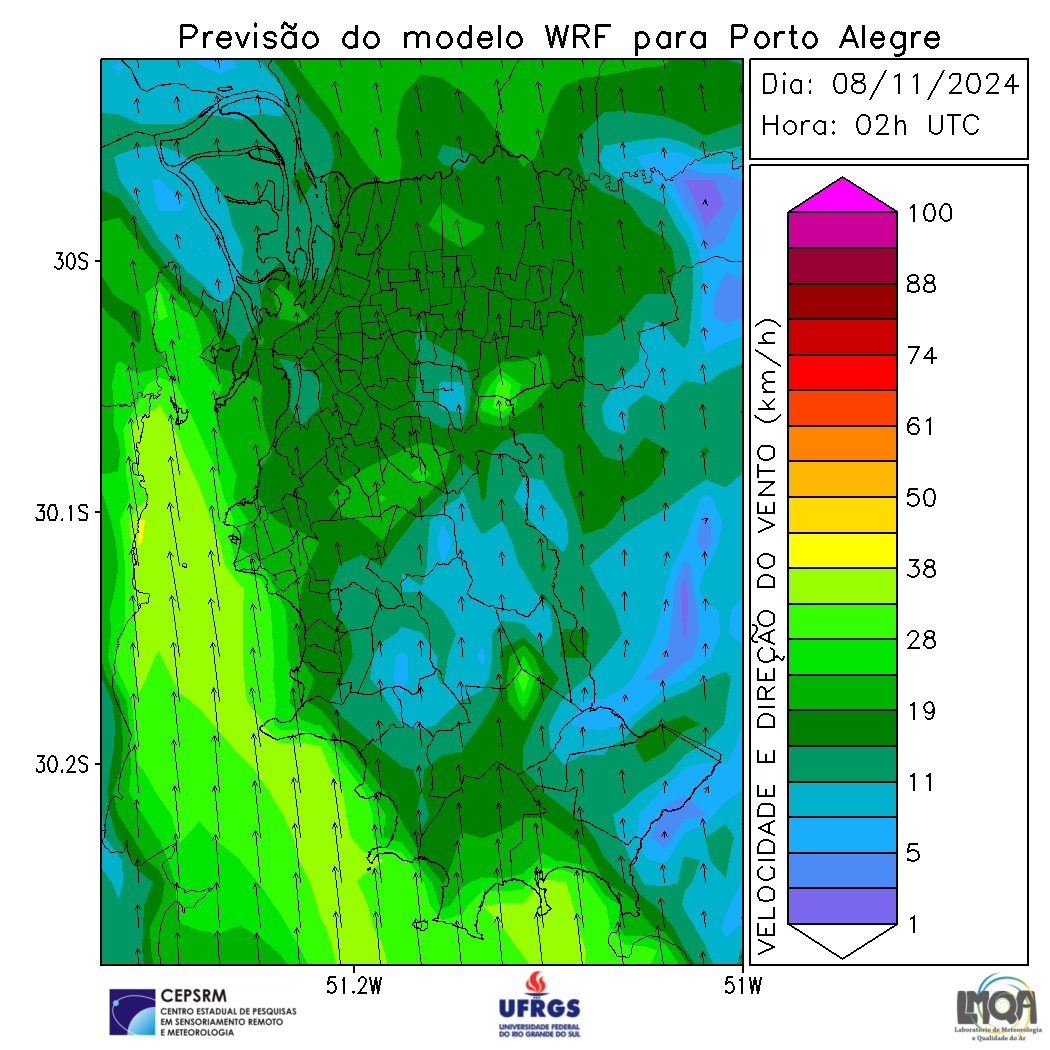 Previsão do modelo WRF para Porto Alegre
Dia: 08/11/2024
Hora: 02h UTC
30S
30.1S
30.2S
51.2W
51W
VELOCIDADE E DIREÇÃO DO VENTO (km/h)
100
88
74
61
50
38
28
19
11
5
1
CEPSRM
CENTRO ESTADUAL DE PESQUISAS
EM SENSORIAMENTO REMOTO
E METEOROLOGIA
UFRGS
UNIVERSIDADE FEDERAL
DO RIO GRANDE DO SUL
LMQA
Laboratório de Meteorologia
e Qualidade do Ar